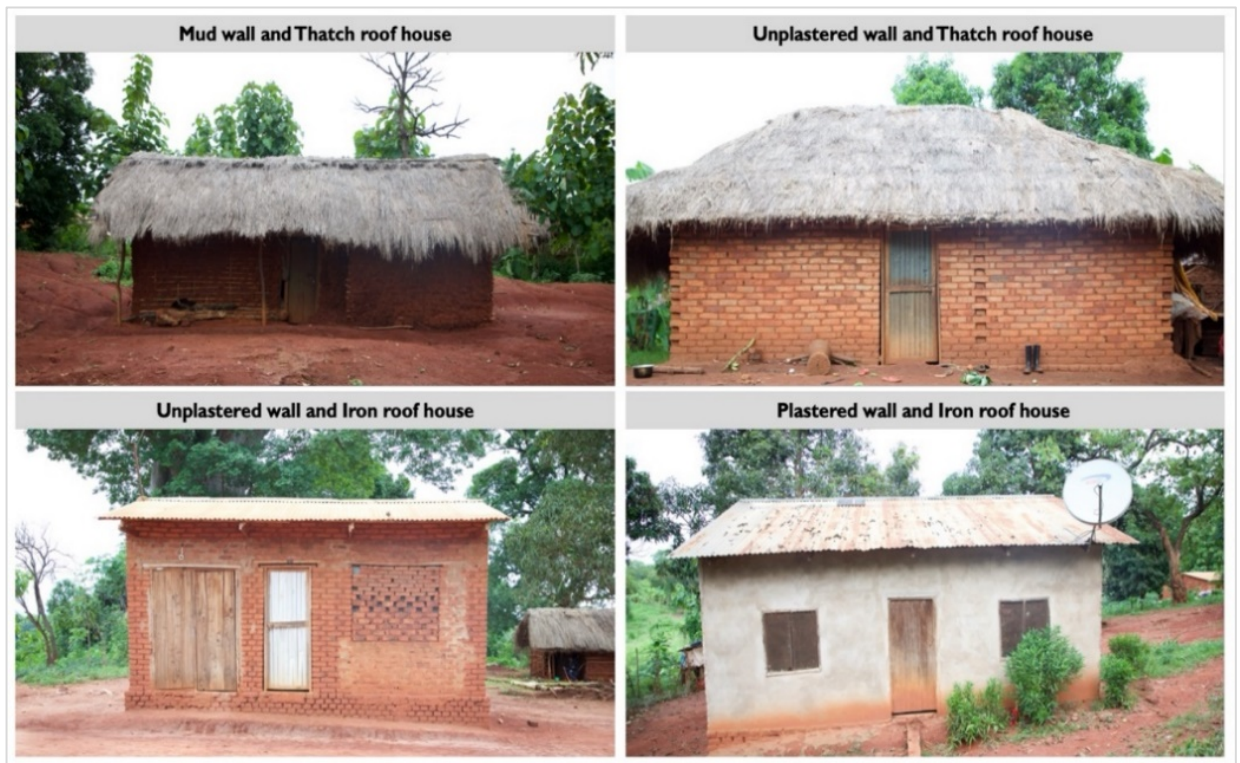 Mud wall and Thatch roof house
Unplastered wall and Thatch roof house
Unplastered wall and Iron roof house
Plastered wall and Iron roof house